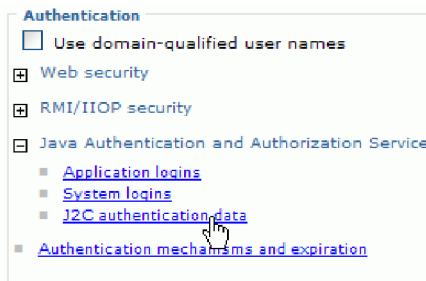 Authentication
Use domain-qualified user names
Web security
RMI/IIOP security
Java Authentication and Authorization Service
Application logins
System logins
J2C authentication data
Authentication mechanisms and expiration